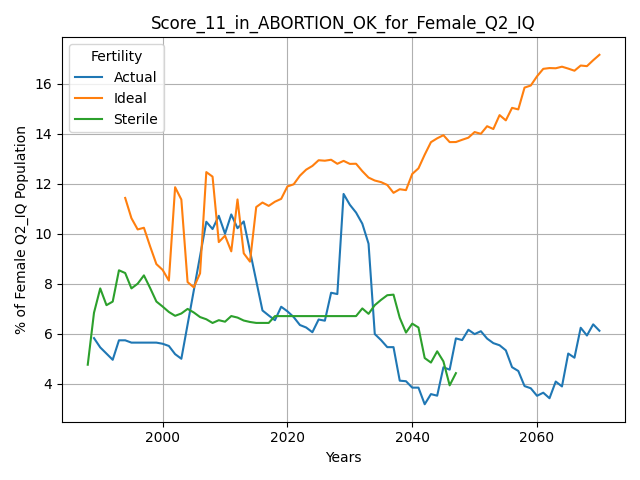 Score_11_in_ABORTION_OK_for_Female_Q2_IQ
Fertility
Actual
Ideal
Sterile
% of Female Q2_IQ Population
16
14
12
10
8
6
4
2000 2020 2040 2060
Years